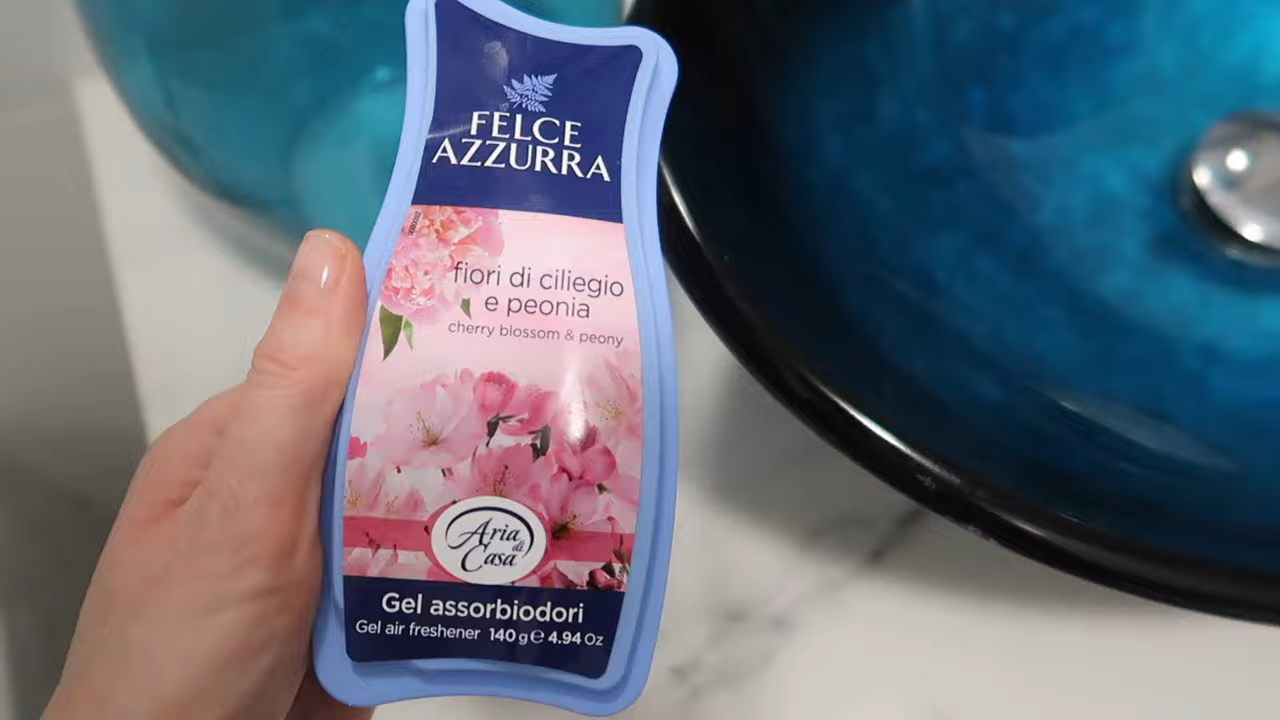 FELCE
AZZURRA
fiori di ciliegio
e peonia
cherry blossom & peony
Aria di
Casa
Gel assorbiodori
Gel air freshener 140 g ℮ 4.94 Oz